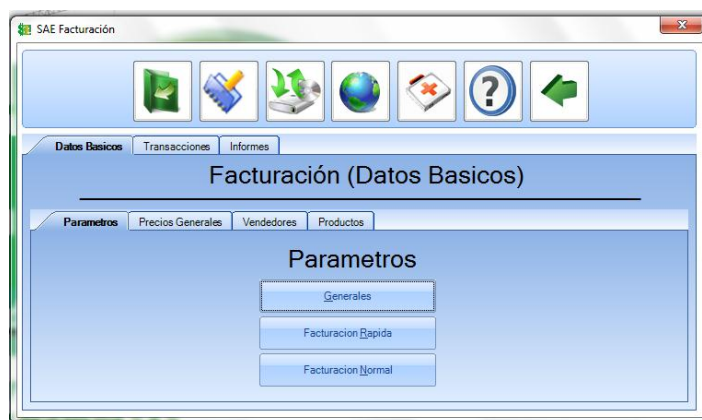 SAE Facturación
Datos Basicos Transacciones Informes
Facturación (Datos Basicos)
Parametros Precios Generales Vendedores Productos
Parametros
Generales
Facturacion Rapida
Facturacion Normal